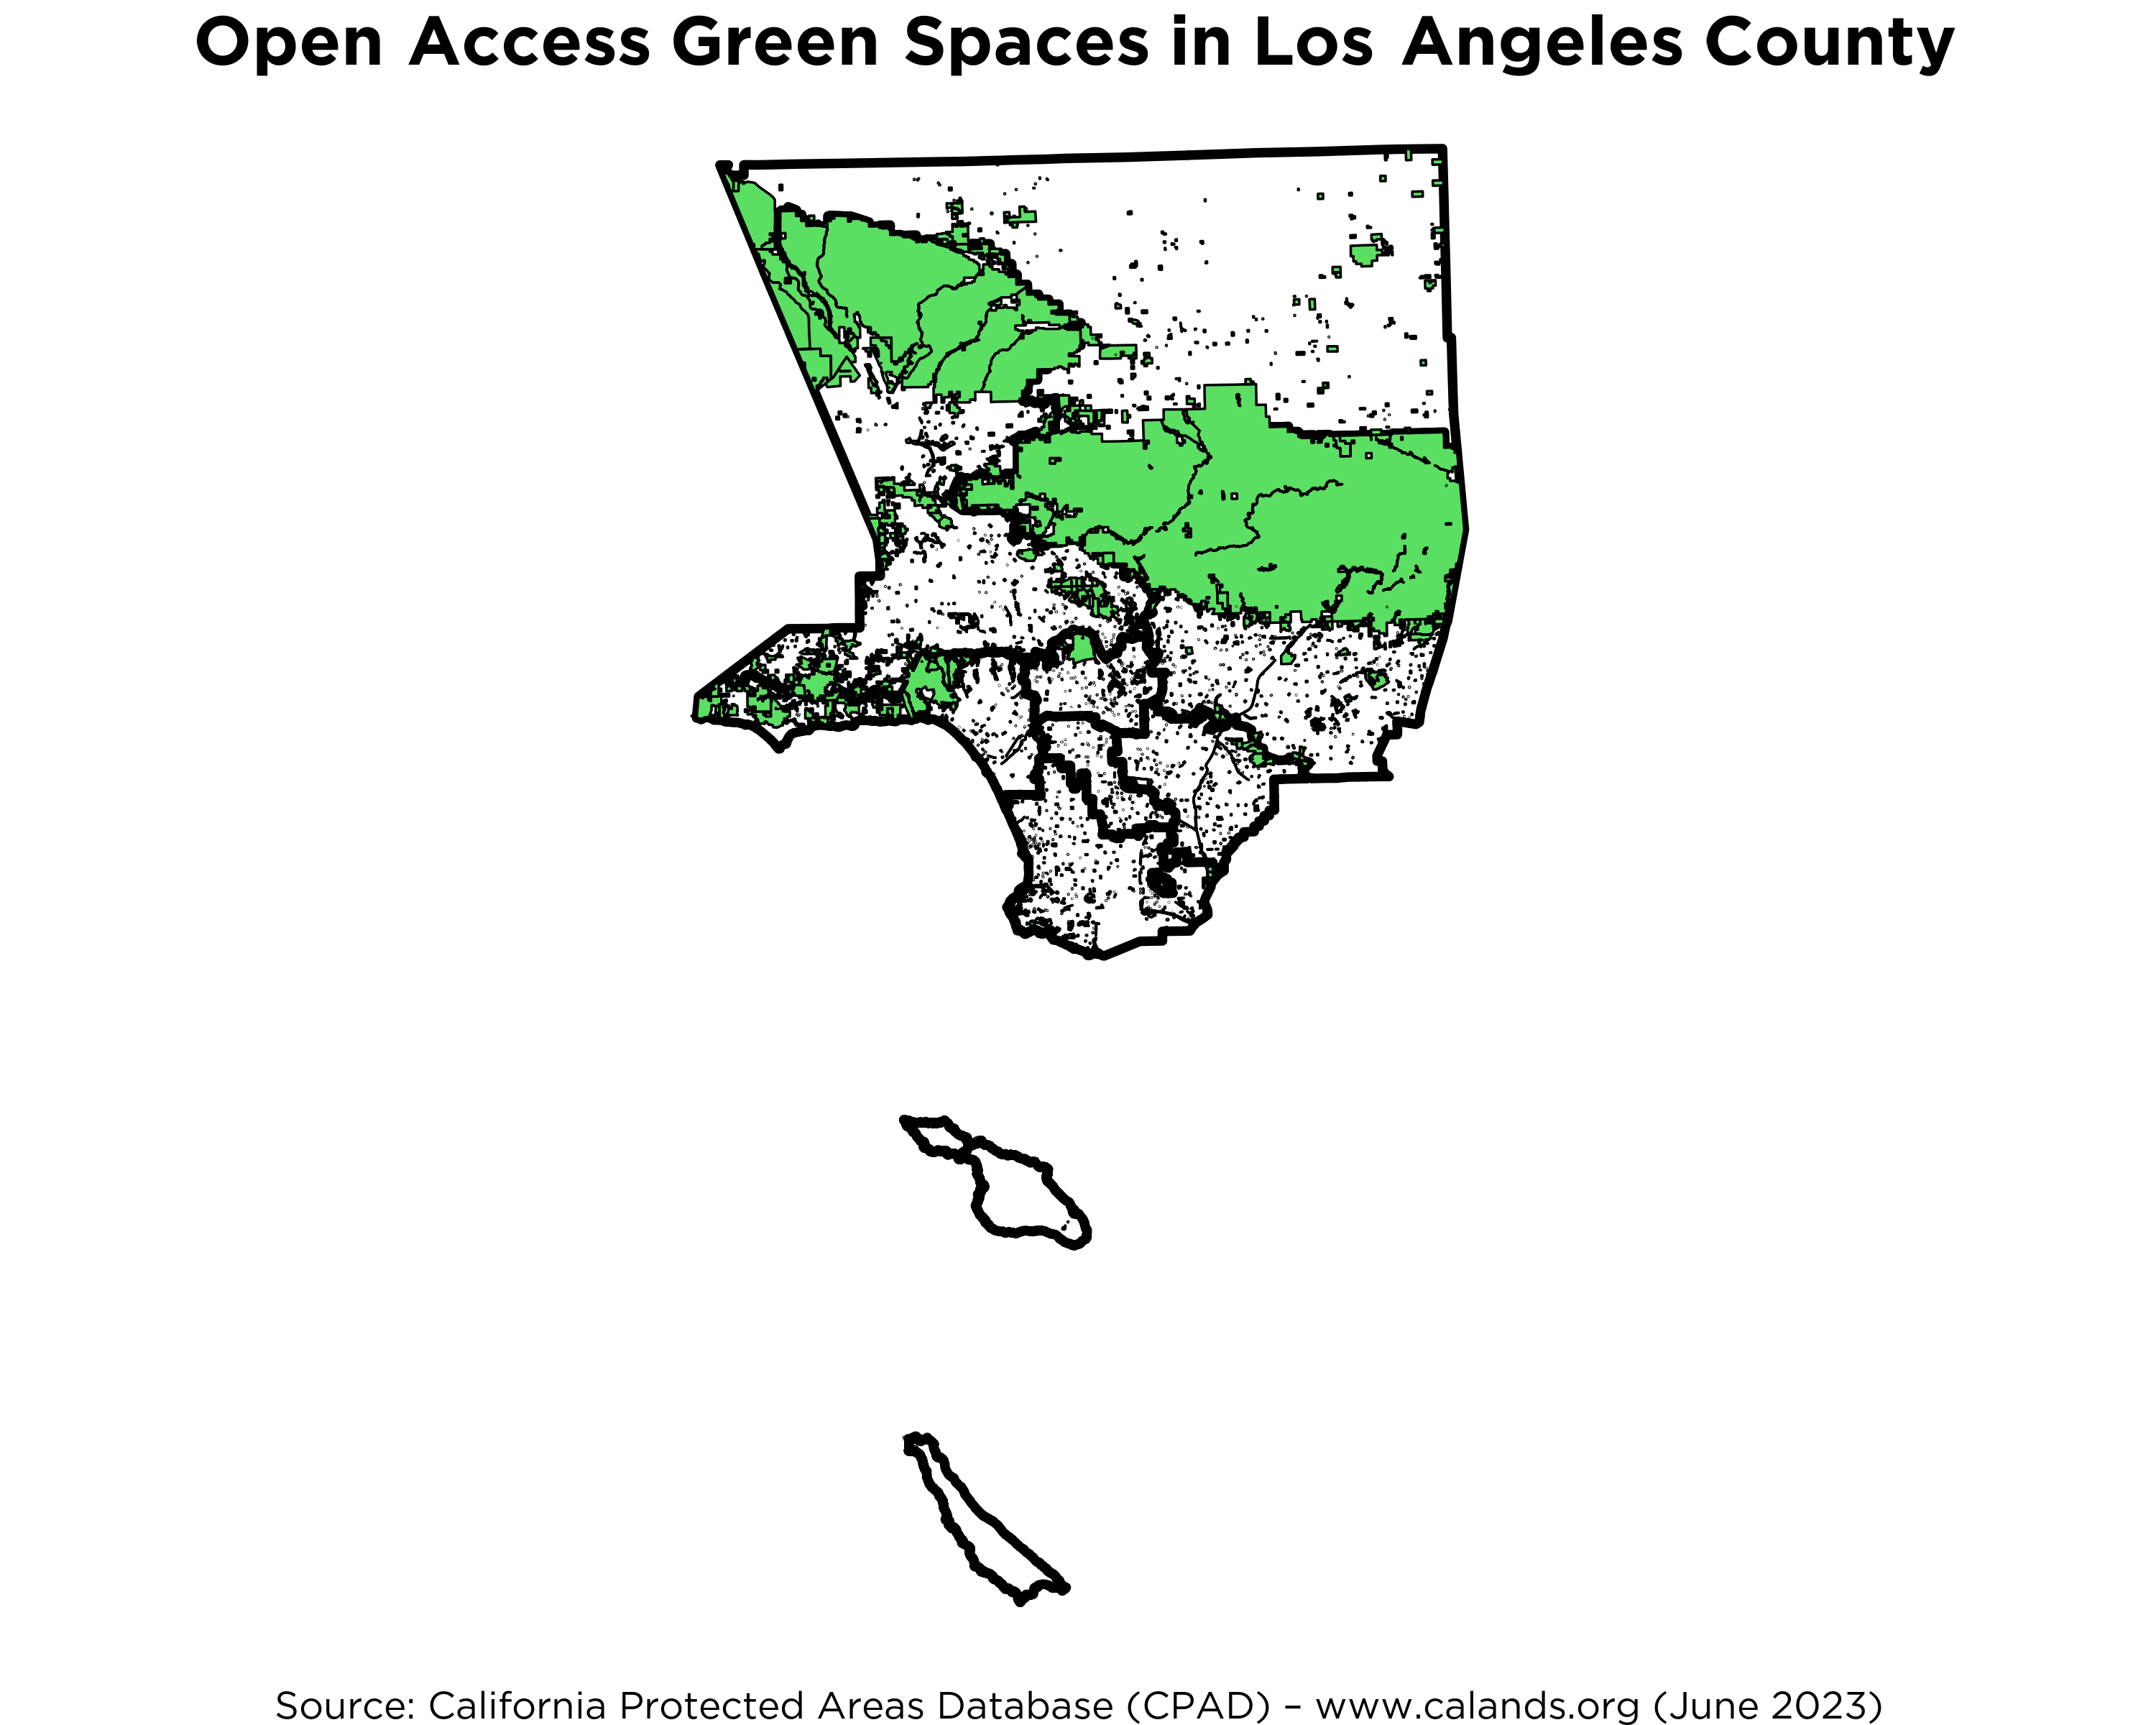 Open Access Green Spaces in Los Angeles County
Source: California Protected Areas Database (CPAD) – www.calands.org (June 2023)